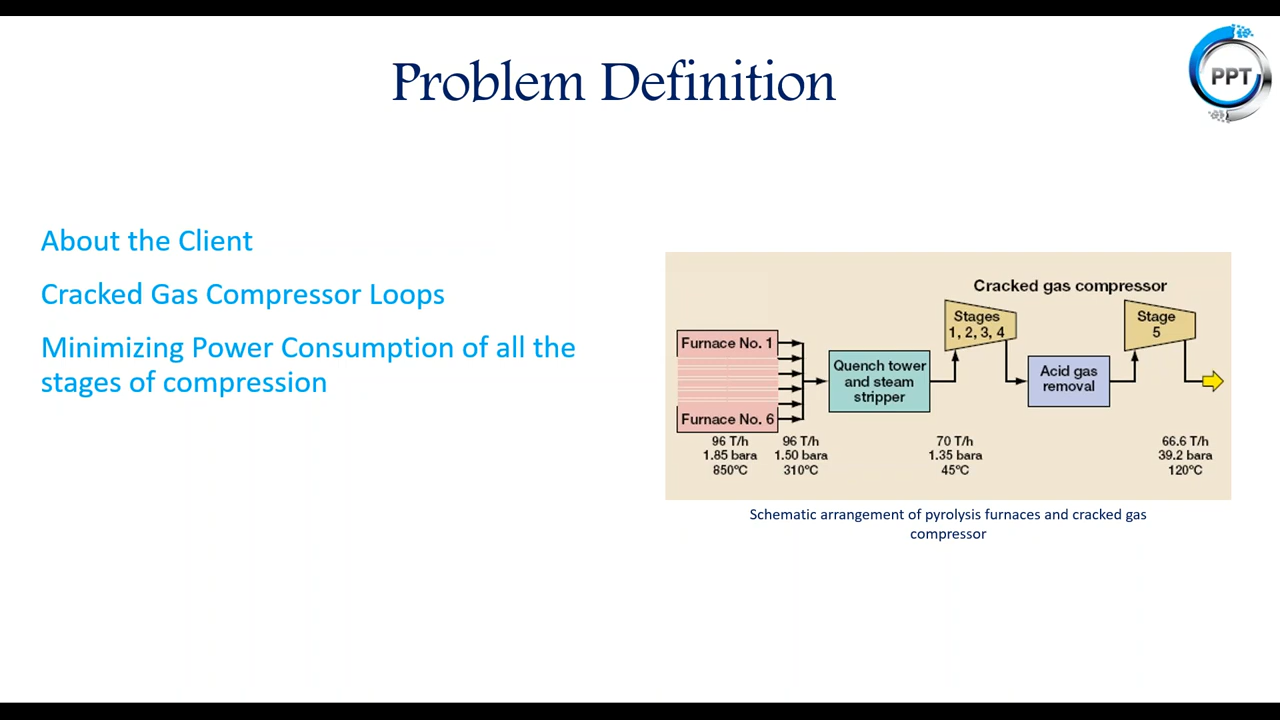 PPT
Problem Definition
About the Client
Cracked Gas Compressor Loops
Minimizing Power Consumption of all the
stages of compression
Cracked gas compressor
Stages
1, 2, 3, 4
Stage
5
Furnace No. 1
Furnace No. 6
Quench tower
and steam
stripper
Acid gas
removal
96 T/h
1.85 bara
850°C
96 T/h
1.50 bara
310°C
70 T/h
1.35 bara
45°C
66.6 T/h
39.2 bara
120°C
Schematic arrangement of pyrolysis furnaces and cracked gas
compressor